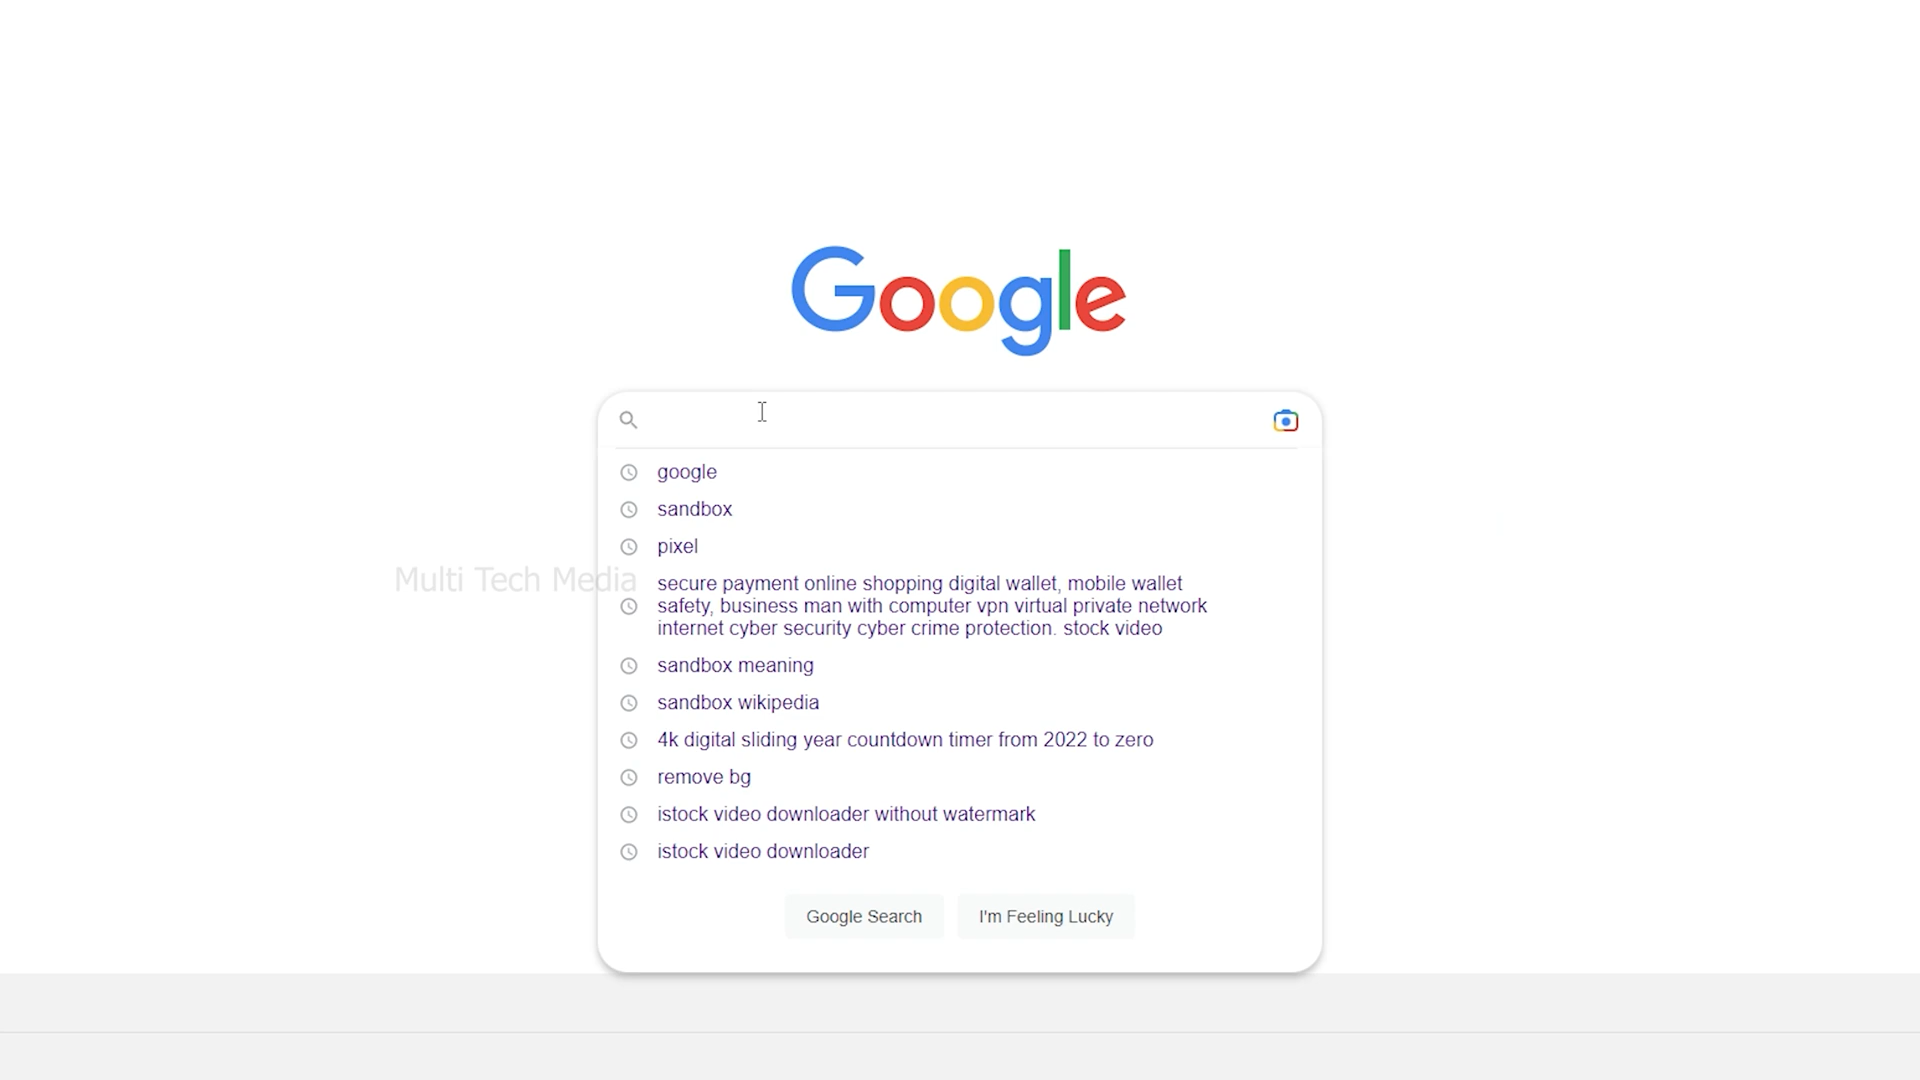 Google
google
sandbox
pixel
Multi Tech Media
secure payment online shopping digital wallet, mobile wallet
safety, business man with computer vpn virtual private network
internet cyber security cyber crime protection. stock video
sandbox meaning
sandbox wikipedia
4k digital sliding year countdown timer from 2022 to zero
remove bg
istock video downloader without watermark
istock video downloader
Google Search
I'm Feeling Lucky